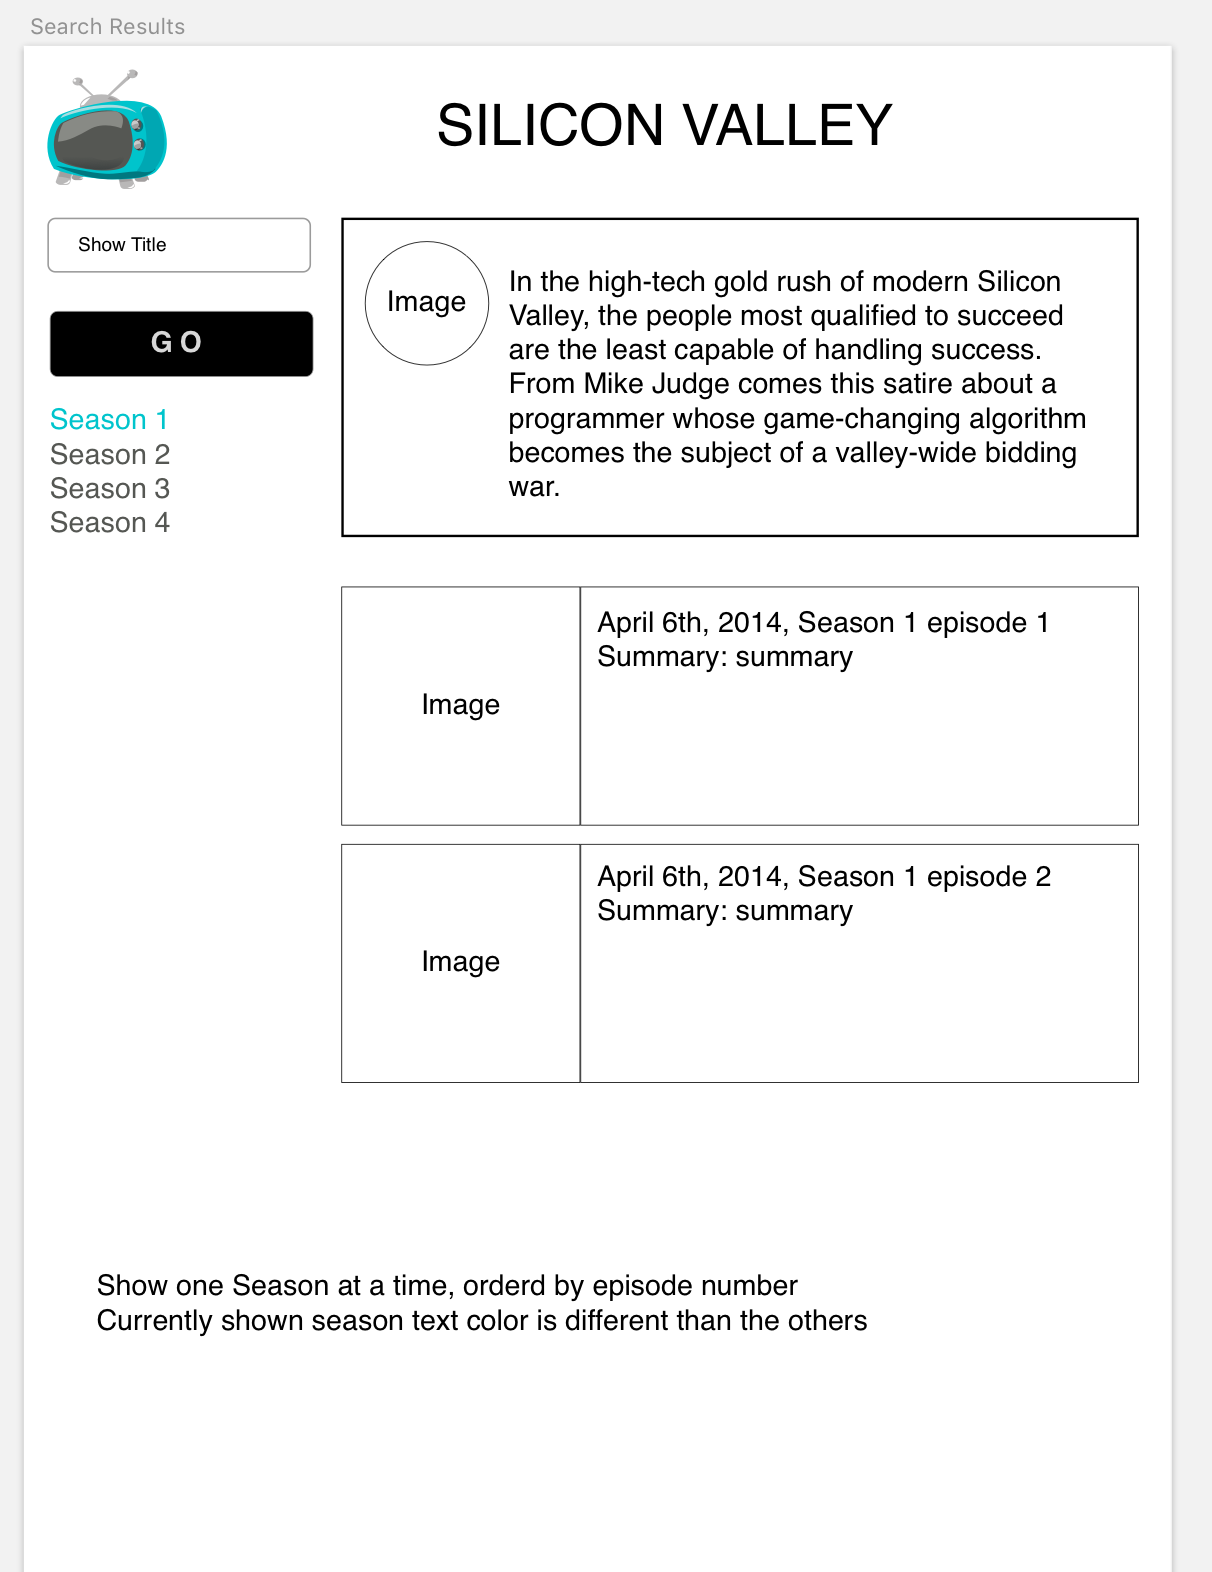 Search Results
SILICON VALLEY
Show Title
GO
Season 1
Season 2
Season 3
Season 4
Image
In the high-tech gold rush of modern Silicon
Valley, the people most qualified to succeed
are the least capable of handling success.
From Mike Judge comes this satire about a
programmer whose game-changing algorithm
becomes the subject of a valley-wide bidding
war.
Image
April 6th, 2014, Season 1 episode 1
Summary: summary
Image
April 6th, 2014, Season 1 episode 2
Summary: summary
Show one Season at a time, orderd by episode number
Currently shown season text color is different than the others